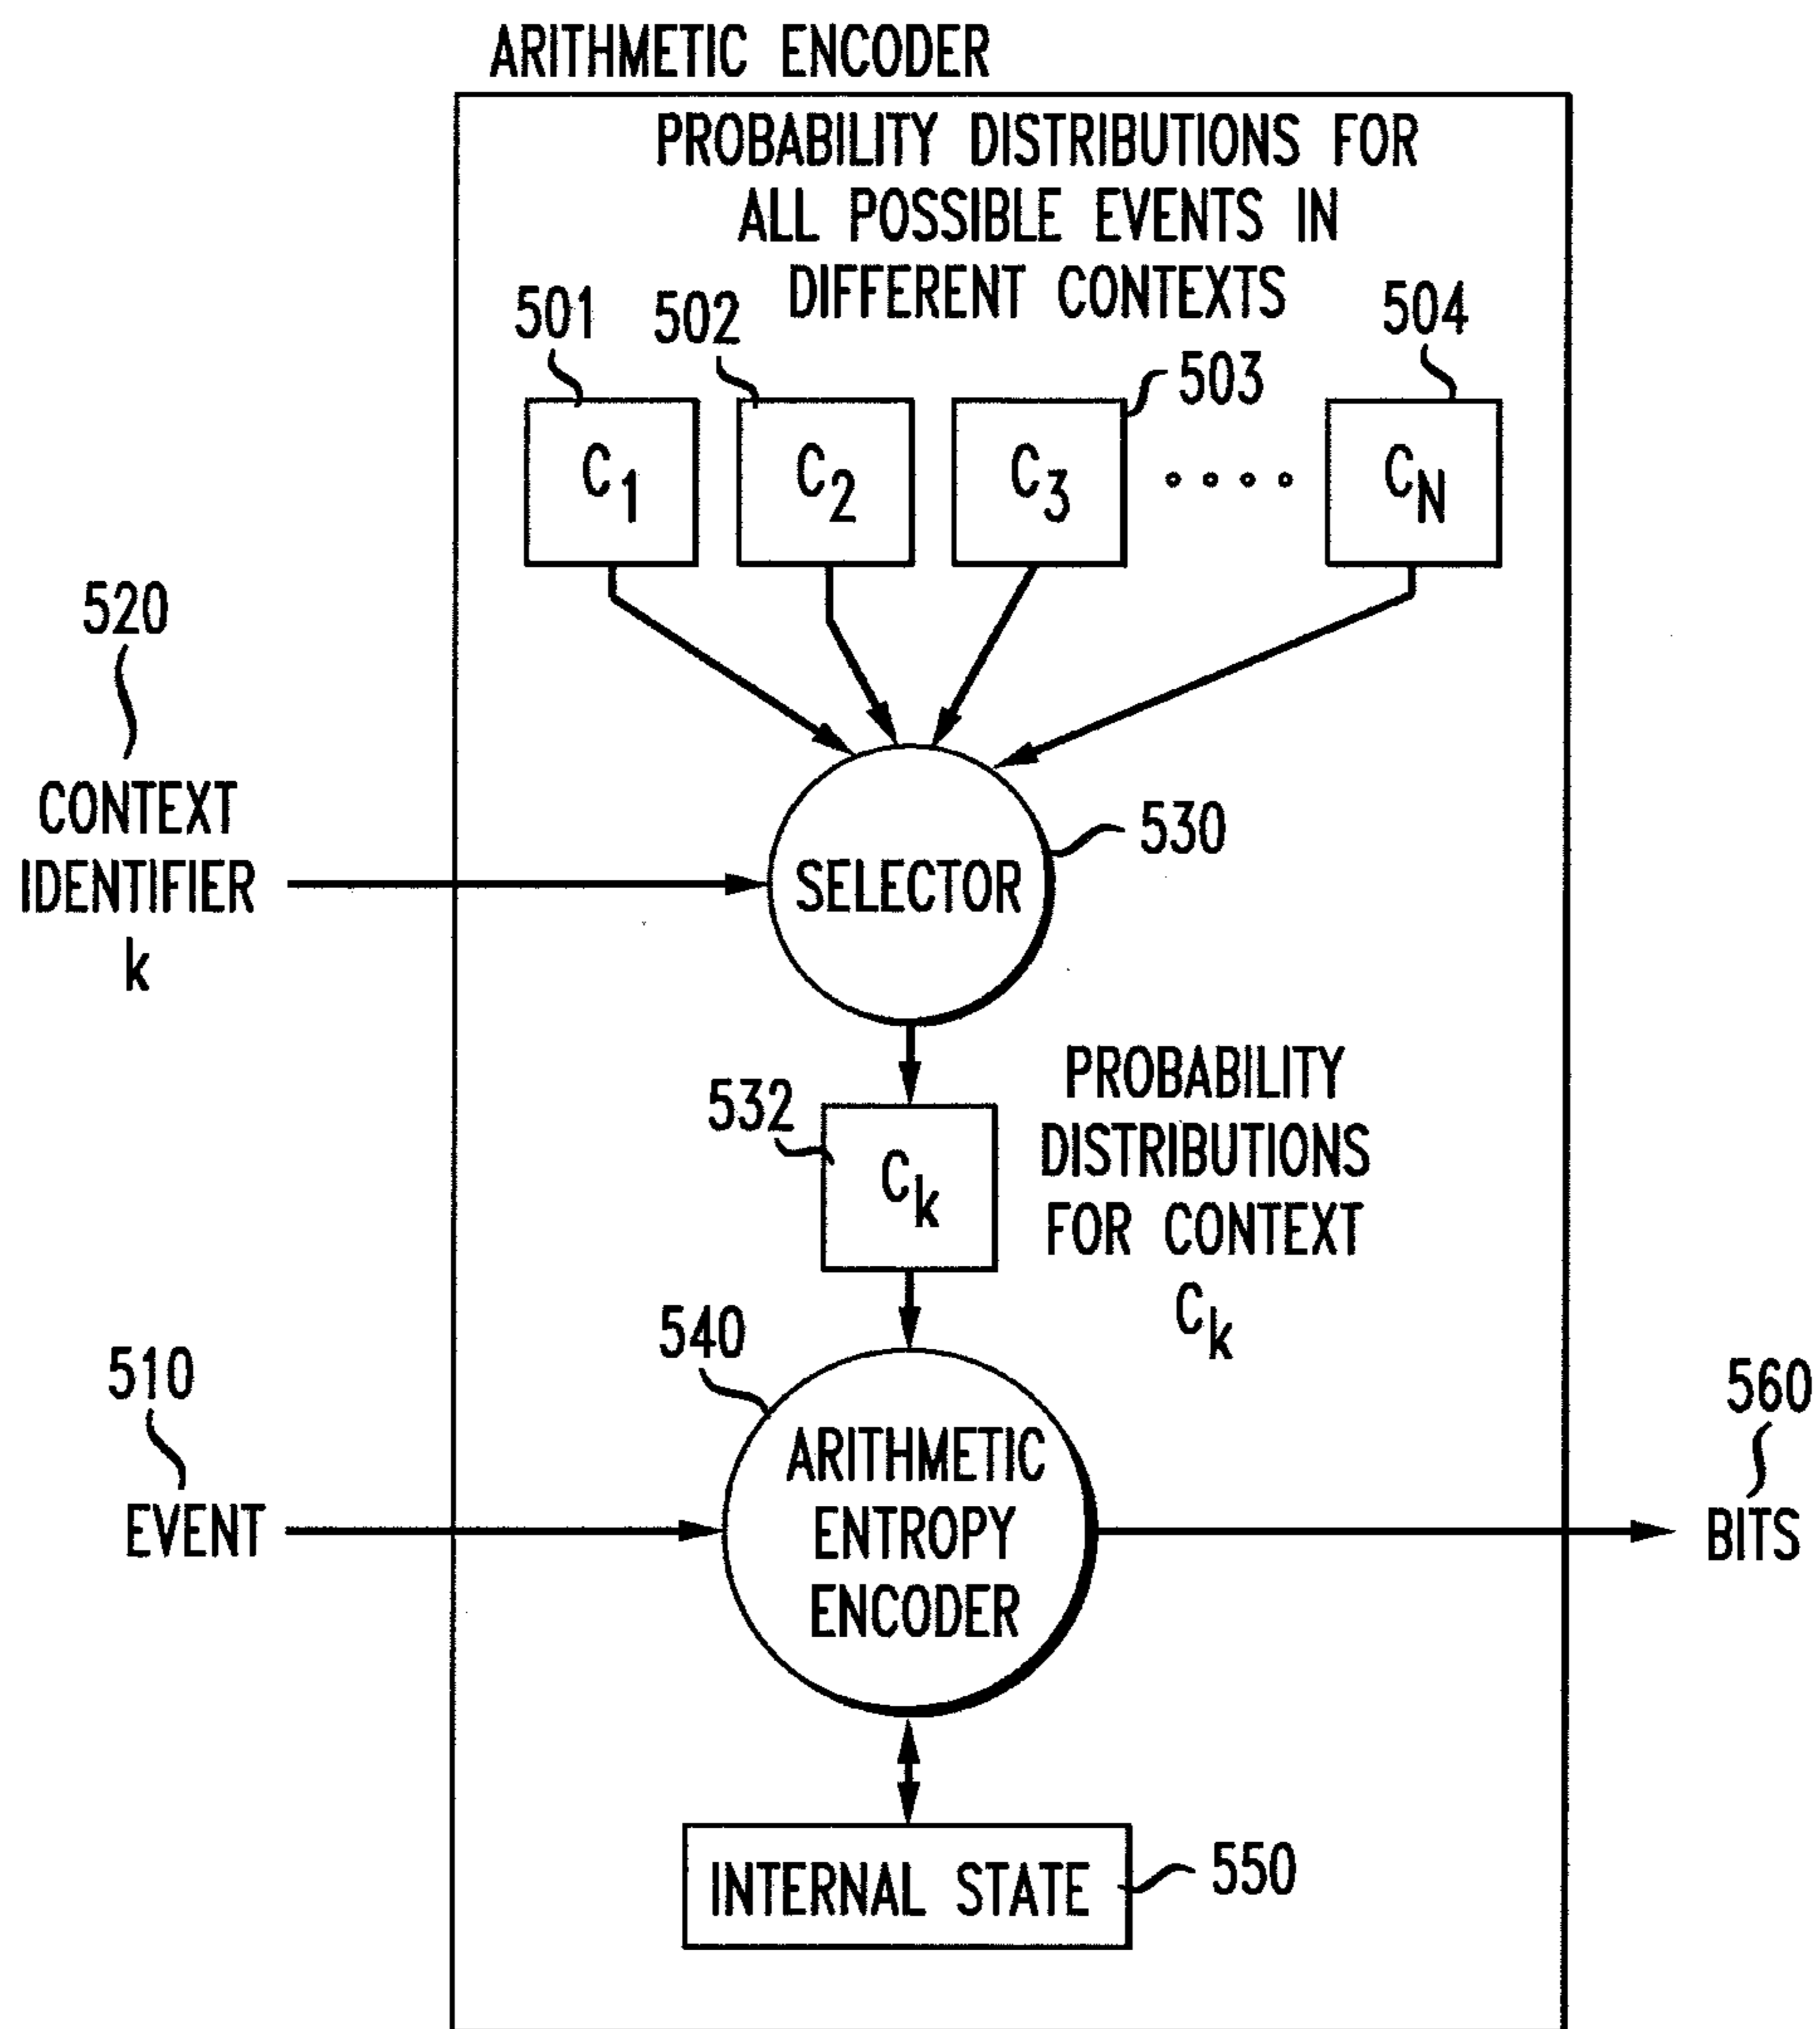 ARITHMETIC ENCODER
PROBABILITY DISTRIBUTIONS FOR
ALL POSSIBLE EVENTS IN
DIFFERENT CONTEXTS
501
502
503
504
C1
C2
C3
CN
520
CONTEXT
IDENTIFIER
k
530
SELECTOR
532
Ck
PROBABILITY
DISTRIBUTIONS
FOR CONTEXT
Ck
510
EVENT
540
ARITHMETIC
ENTROPY
ENCODER
560
BITS
INTERNAL STATE
550